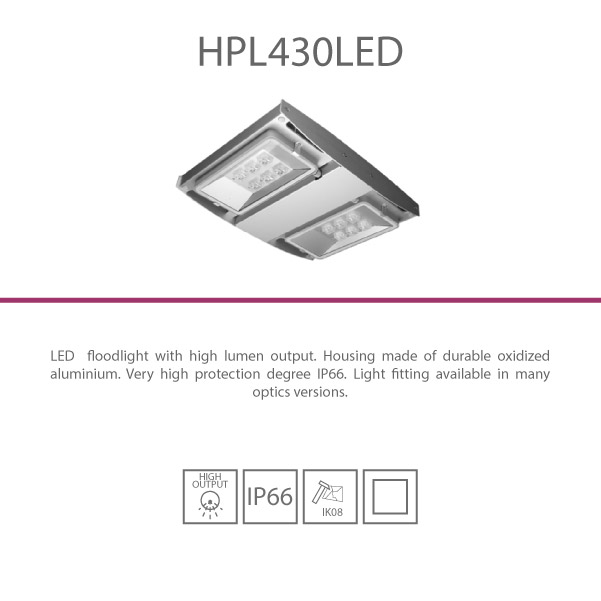 HPL430LED
LED floodlight with high lumen output. Housing made of durable oxidized
aluminium. Very high protection degree IP66. Light fitting available in many
optics versions.
HIGH
OUTPUT
IP66
IK08